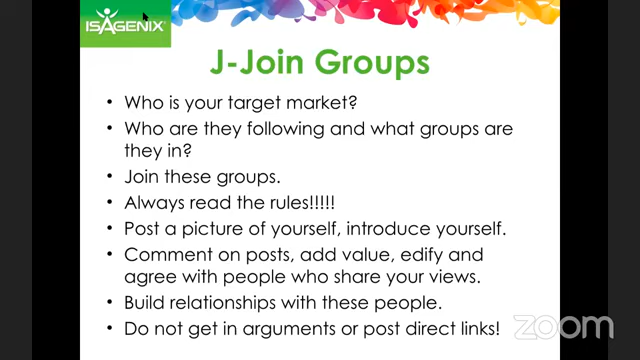 ISAGENIX
J-Join Groups
• Who is your target market?
• Who are they following and what groups are
they in?
• Join these groups.
• Always read the rules!!!!!
• Post a picture of yourself, introduce yourself.
• Comment on posts, add value, edify and
agree with people who share your views.
• Build relationships with these people.
• Do not get in arguments or post direct links!
zoom